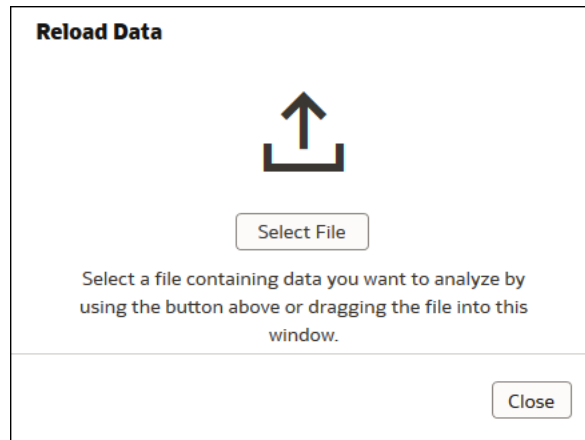 Reload Data
Select File
Select a file containing data you want to analyze by
using the button above or dragging the file into this
window.
Close